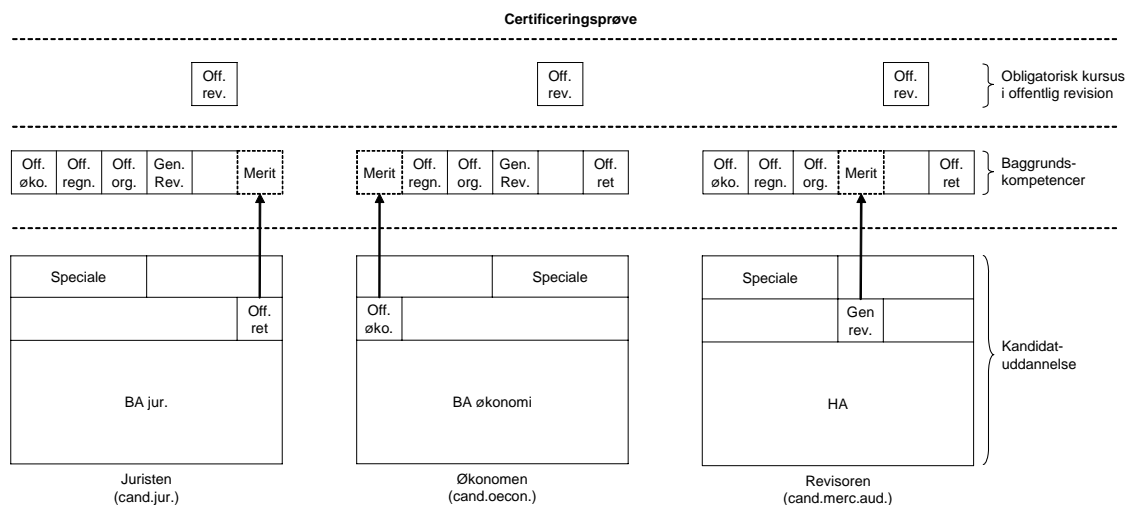 Certificeringsprøve
Off.
rev.
Off.
rev.
Off.
rev.
Obligatorisk kursus
i offentlig revision
Off.
øko.
Off.
regn.
Off.
org.
Gen.
Rev.
Merit
Merit
Off.
regn.
Off.
org.
Gen.
Rev.
Off.
ret
Off.
øko.
Off.
regn.
Off.
org.
Merit
Off.
ret
Baggrunds-
kompetencer
Speciale
Off.
ret
BA jur.
Juristen
(cand.jur.)
Speciale
Off.
øko.
BA økonomi
Økonomen
(cand.oecon.)
Speciale
Gen
rev.
HA
Revisoren
(cand.merc.aud.)
Kandidat-
uddannelse